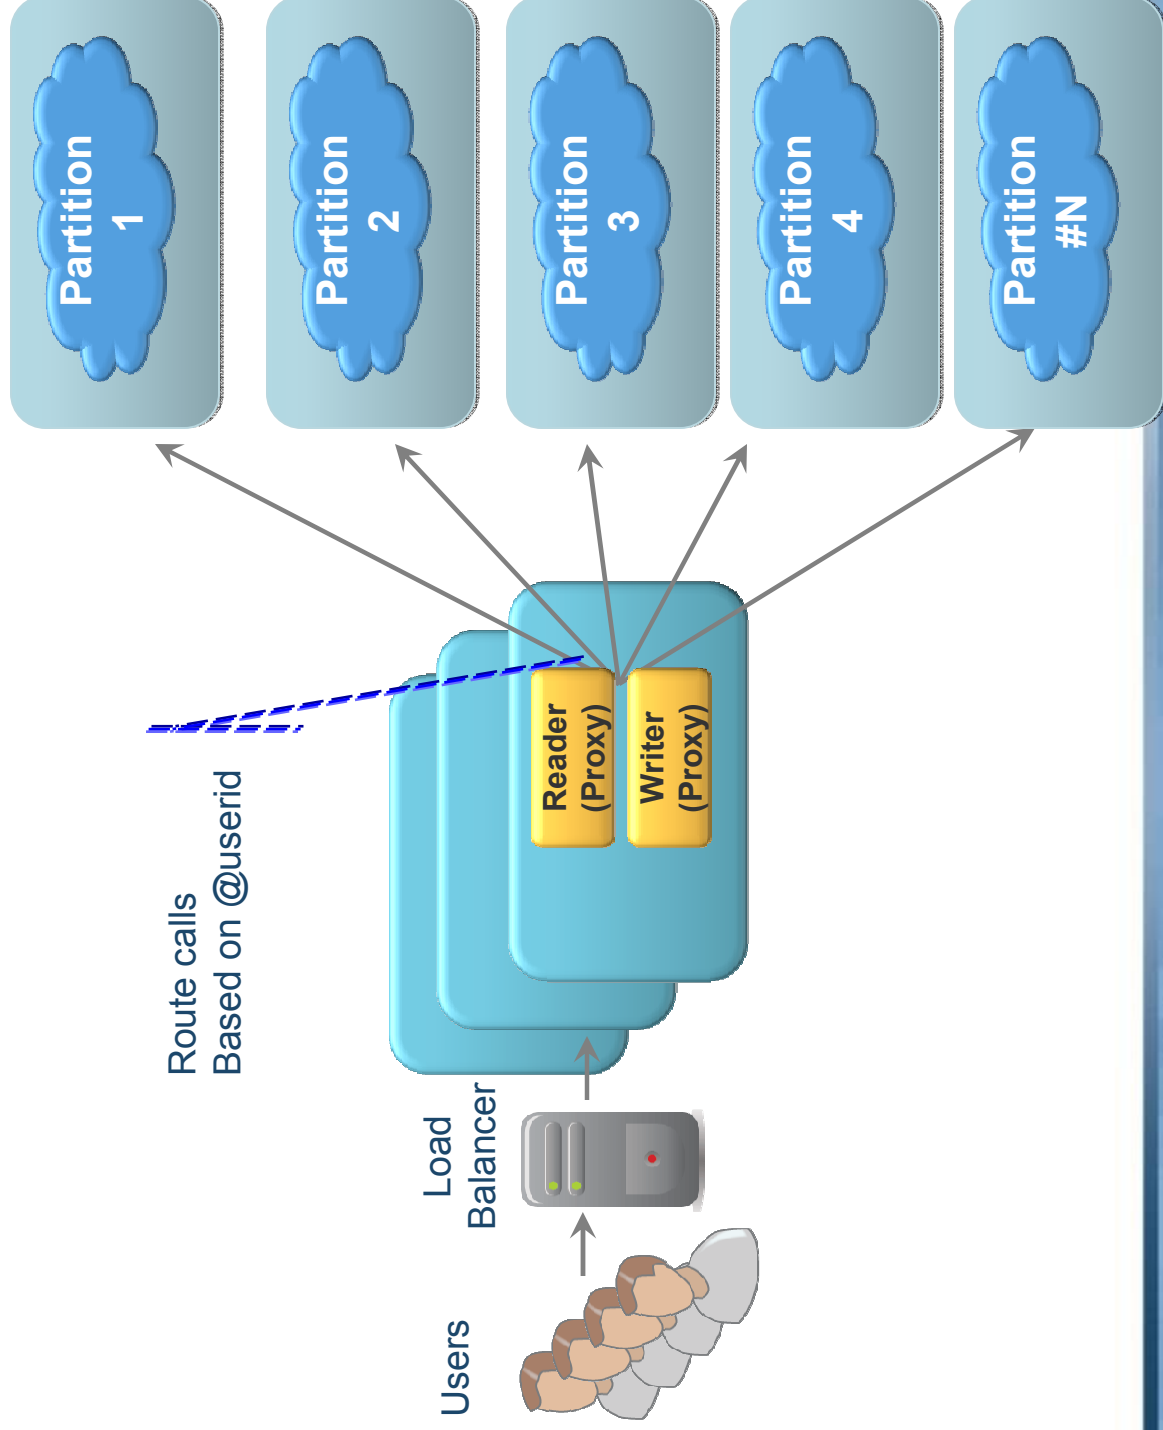 Users
Load
Balancer
Route calls
Based on @userid
Reader
(Proxy)
Writer
(Proxy)
Partition
1
Partition
2
Partition
3
Partition
4
Partition
#N